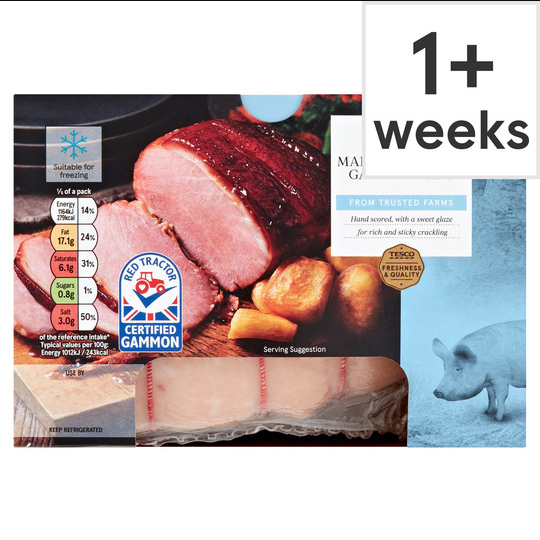 1+
weeks
Suitable for
freezing
⅕ of a pack
Energy
1164kJ
279kcal
14%
Fat
17.1g
24%
Saturates
6.1g
31%
Sugars
0.8g
1%
Salt
3.0g
50%
of the reference intake*
Typical values per 100g:
Energy 1012kJ / 243kcal
RED TRACTOR
CERTIFIED
GAMMON
FROM TRUSTED FARMS
Hand scored, with a sweet glaze
for rich and sticky crackling
TESCO
FRESHNESS
& QUALITY
Serving Suggestion
USE BY
KEEP REFRIGERATED